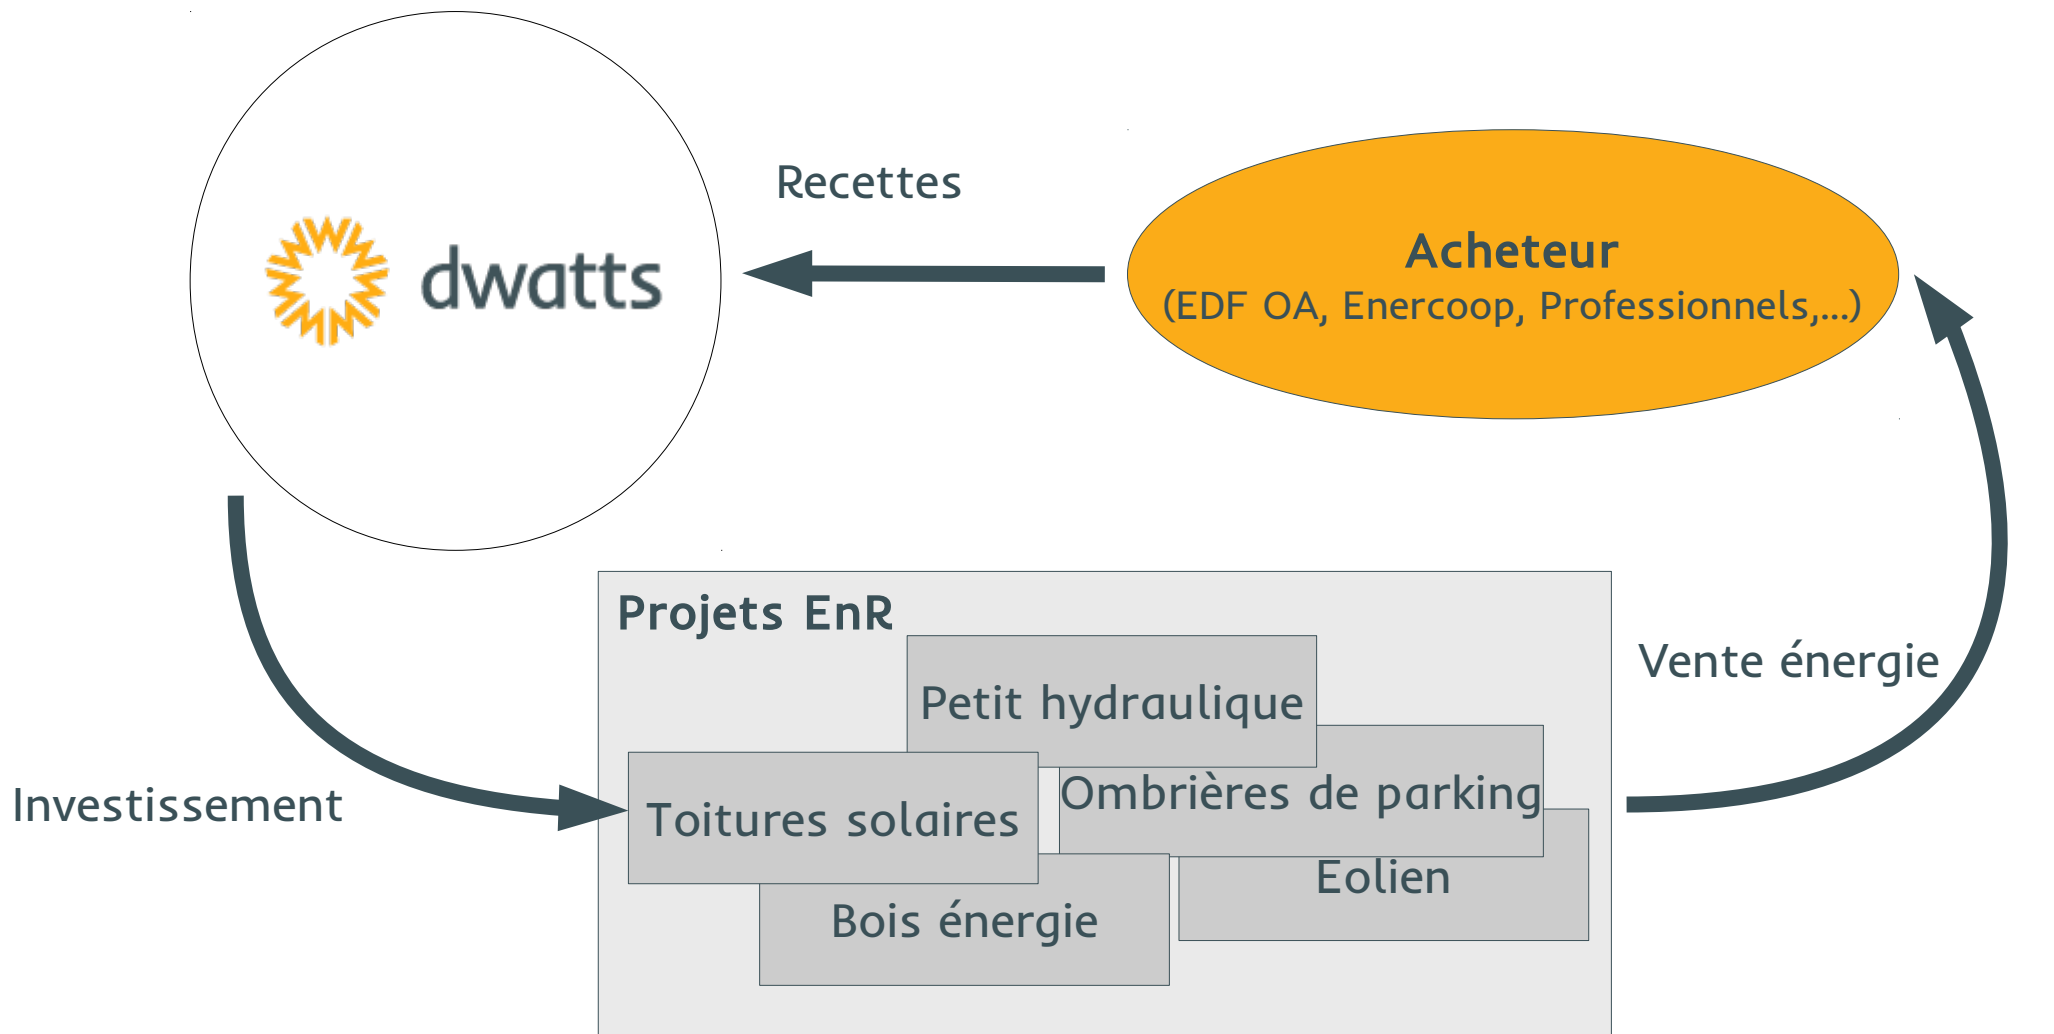 Recettes
dwatts
Acheteur
(EDF OA, Enercoop, Professionnels,...)
Projets EnR
Vente énergie
Petit hydraulique
Ombrières de parking
Investissement
Toitures solaires
Eolien
Bois énergie